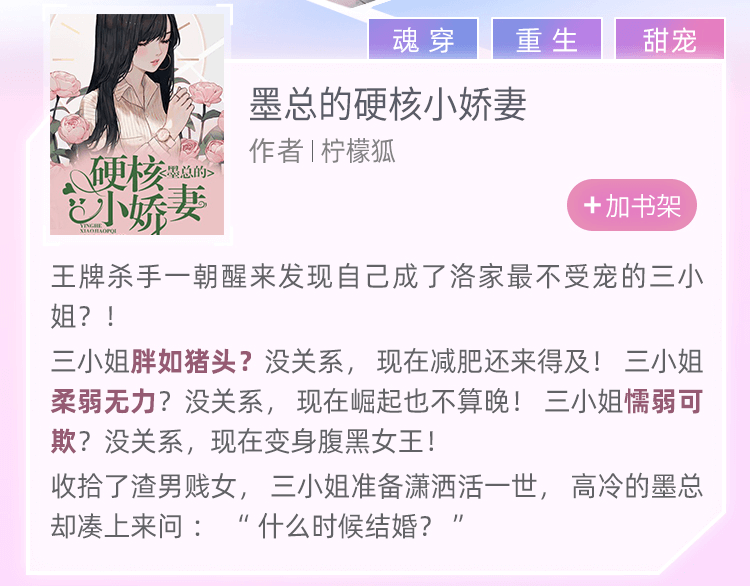 魂穿
重生
甜宠
墨总的硬核小娇妻
作者|柠檬狐
硬核<墨总的>
小娇妻
YINGHE
XIAOJIAOQI
+加书架
王牌杀手一朝醒来发现自己成了洛家最不受宠的三小
姐？！
三小姐胖如猪头？没关系， 现在减肥还来得及！ 三小姐
柔弱无力？没关系， 现在崛起也不算晚！ 三小姐懦弱可
欺？没关系，现在变身腹黑女王！
收拾了渣男贱女， 三小姐准备潇洒活一世， 高冷的墨总
却凑上来问： “ 什么时候结婚？ ”